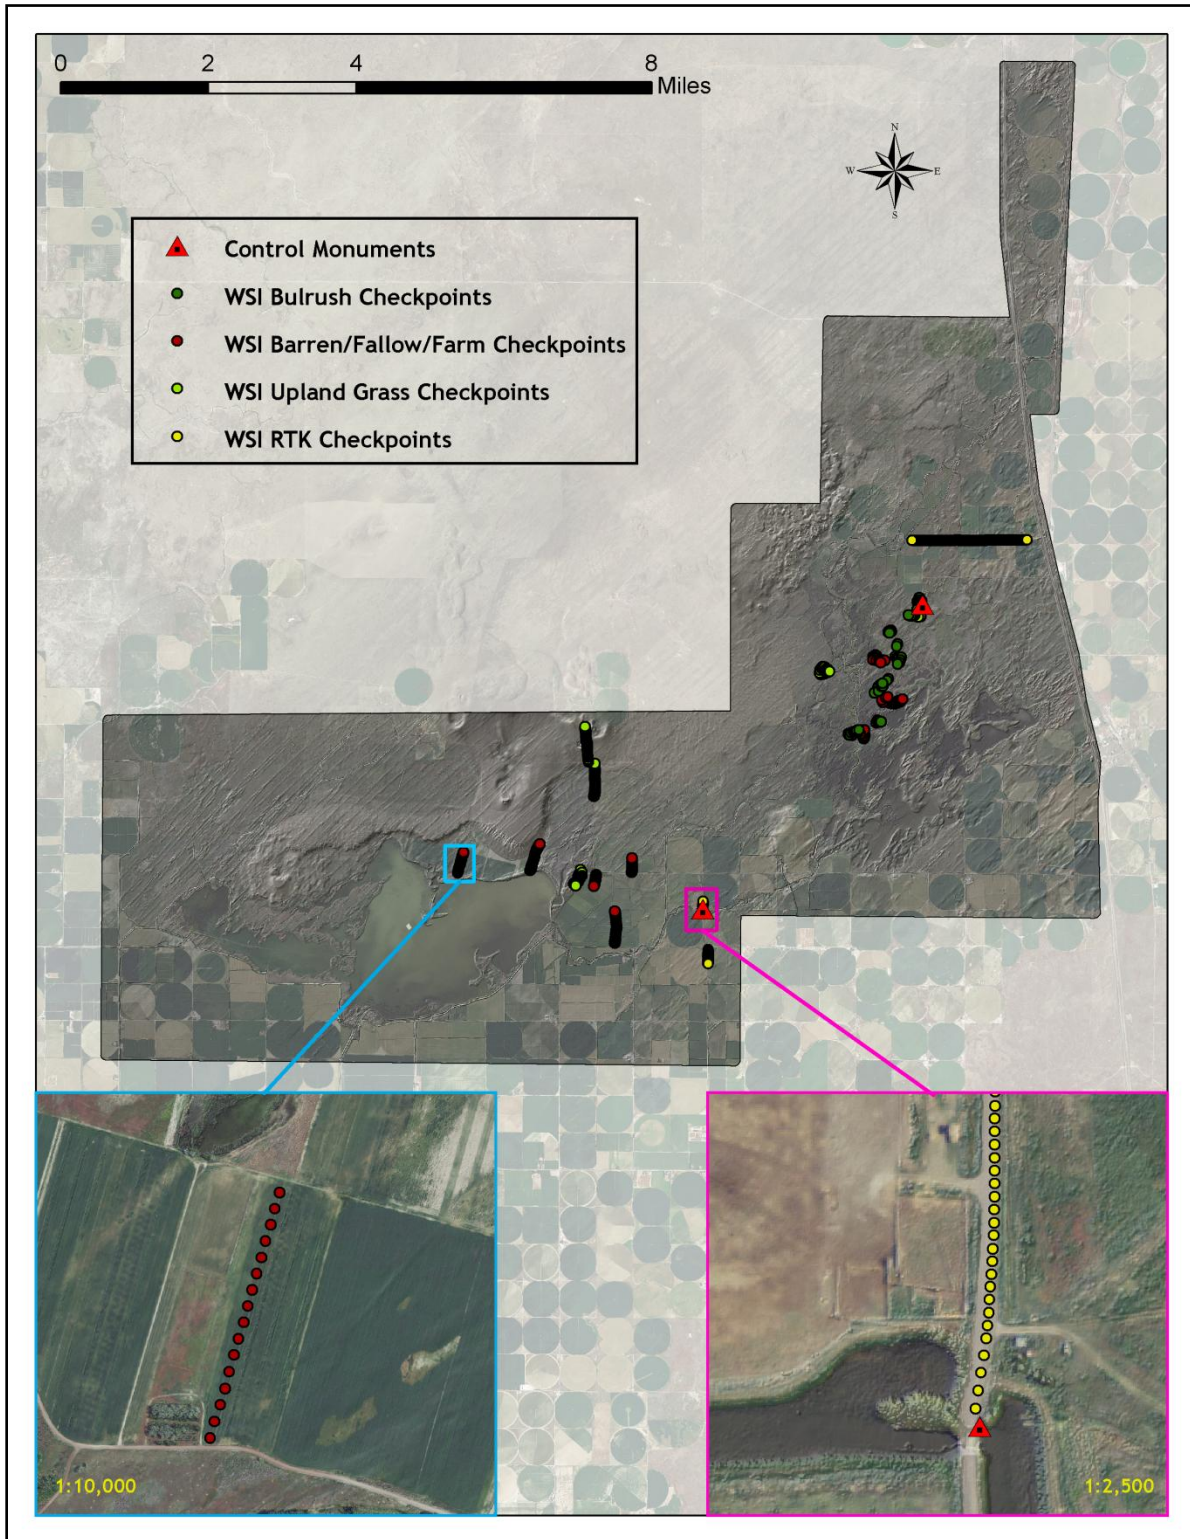 0 2 4 8
Miles
N
W E
S
Control Monuments
WSI Bulrush Checkpoints
WSI Barren/Fallow/Farm Checkpoints
WSI Upland Grass Checkpoints
WSI RTK Checkpoints
1:10,000
1:2,500